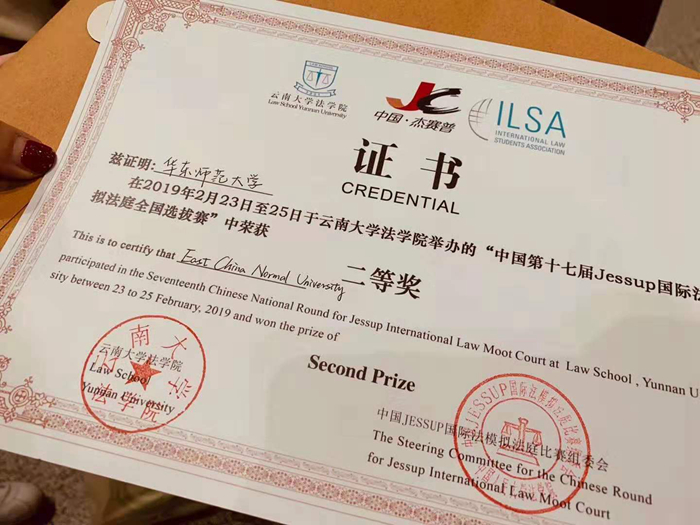 云南大学法学院
Law School Yunnan University
JC
中国·杰赛普
ILSA
INTERNATIONAL LAW
STUDENTS ASSOCIATION
证书
CREDENTIAL
兹证明：华东师范大学
在2019年2月23日至25日于云南大学法学院举办的“中国第十七届Jessup国际法
拟法庭全国选拔赛”中荣获
二等奖
This is to certify that East China Normal University
participated in the Seventeenth Chinese National Round for Jessup International Law Moot Court at Law School , Yunnan U
sity between 23 to 25 February, 2019 and won the prize of
Second Prize
云南大学法学院
Law School
Yunnan University
中国JESSUP国际法模拟法庭比赛组委会
The Steering Committee for the Chinese Round
for Jessup International Law Moot Court